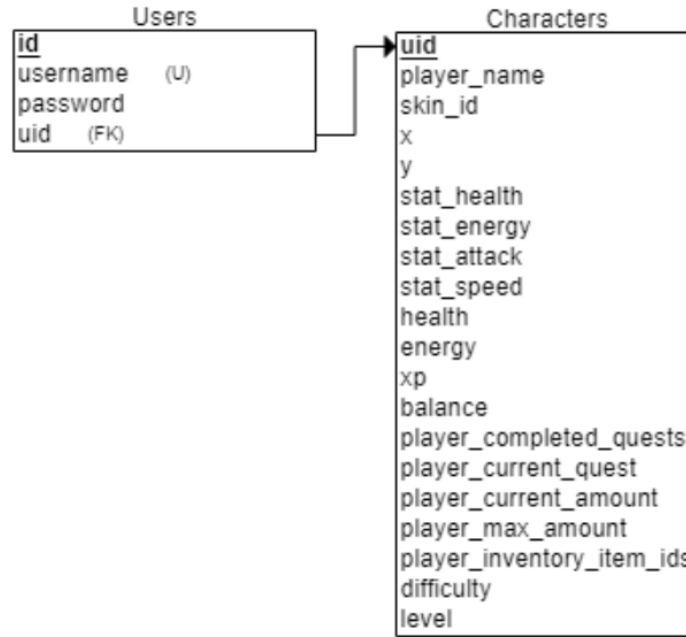 Users
id
username (U)
password
uid (FK)
Characters
uid
player_name
skin_id
x
y
stat_health
stat_energy
stat_attack
stat_speed
health
energy
xp
balance
player_completed_quests
player_current_quest
player_current_amount
player_max_amount
player_inventory_item_ids
difficulty
level